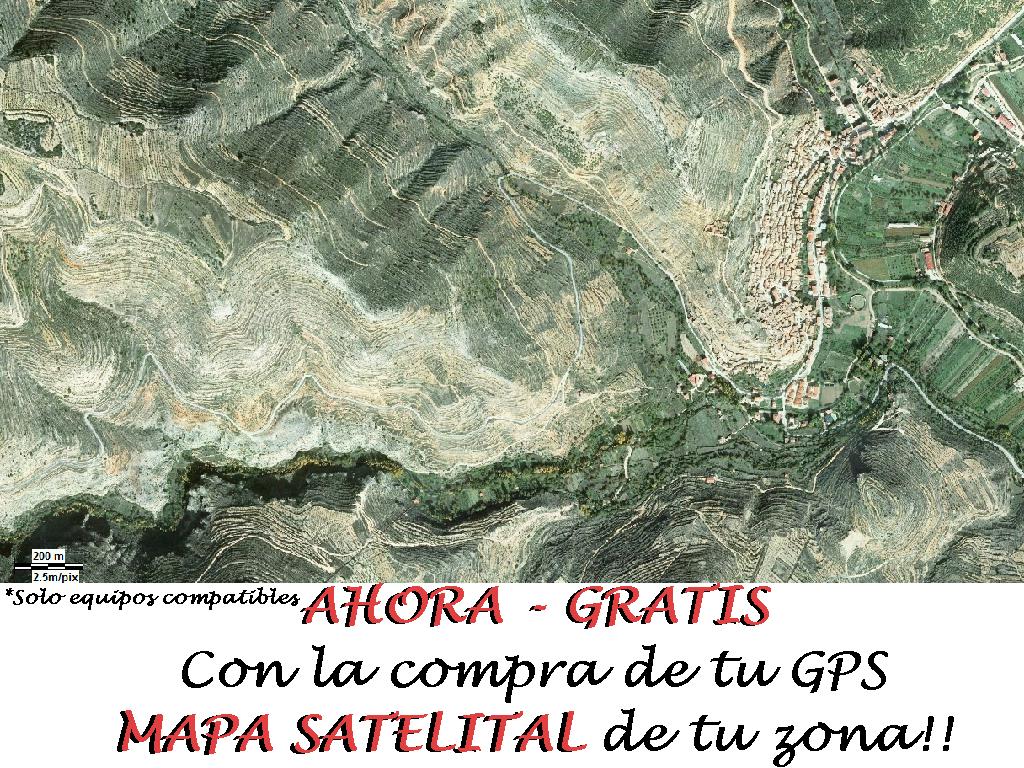 200 m
2.5m/pix
*Solo equipos compatibles
AHORA - GRATIS
Con la compra de tu GPS
MAPA SATELITAL de tu zona!!